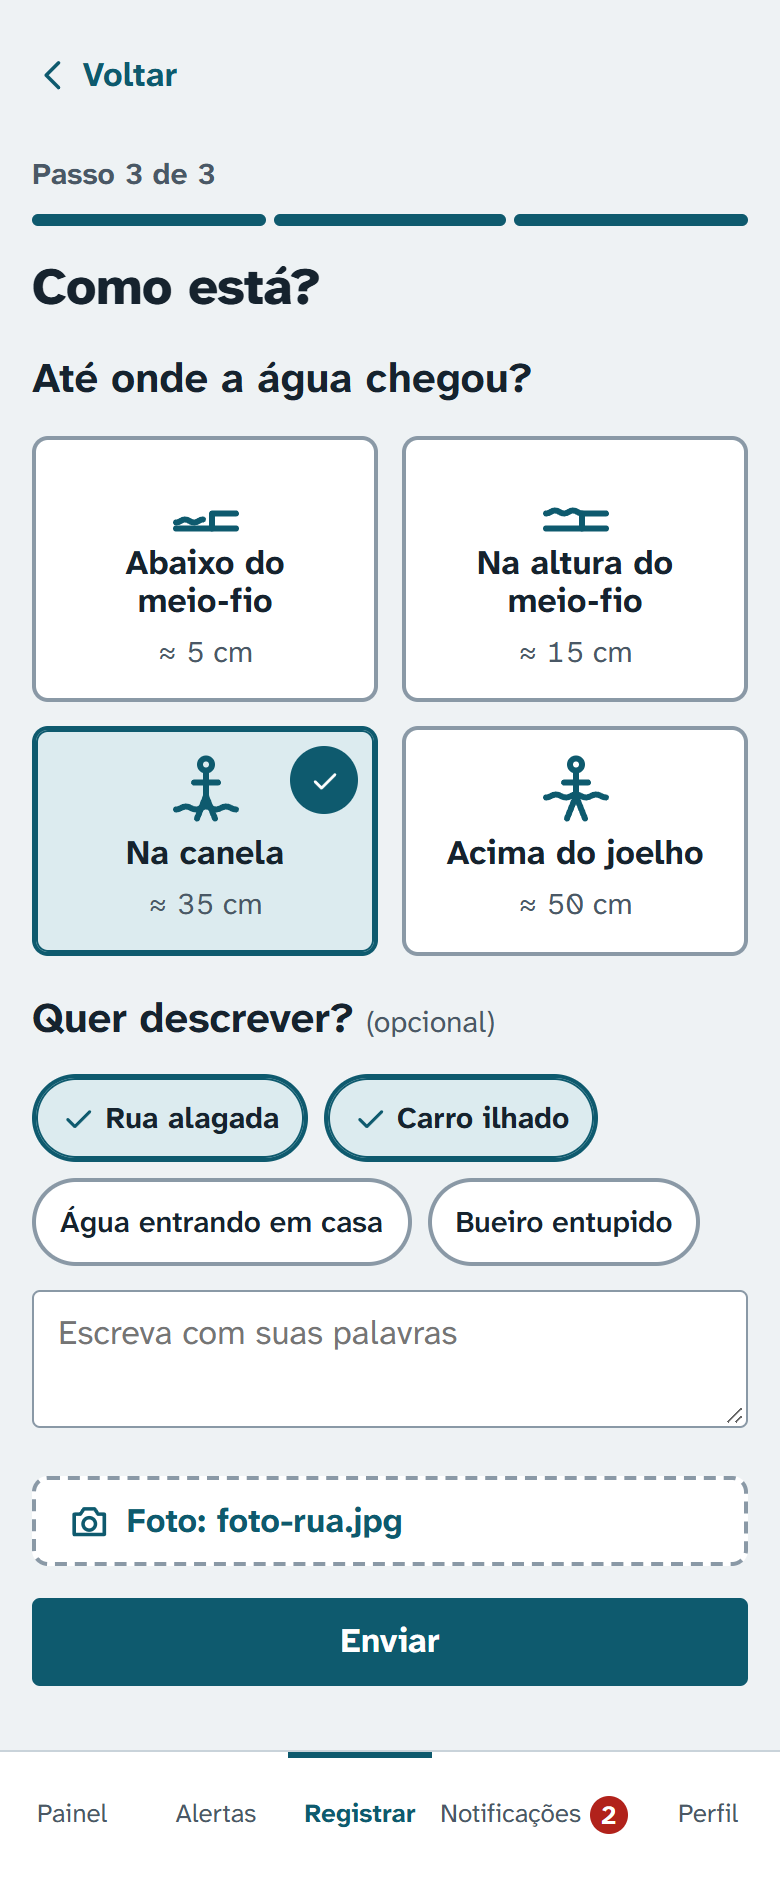 Voltar
Passo 3 de 3
Como está?
Até onde a água chegou?
Abaixo do
meio-fio
≈ 5 cm
Na altura do
meio-fio
≈ 15 cm
Na canela
≈ 35 cm
Acima do joelho
≈ 50 cm
Quer descrever? (opcional)
Rua alagada
Carro ilhado
Água entrando em casa
Bueiro entupido
Escreva com suas palavras
Foto: foto-rua.jpg
Enviar
Painel
Alertas
Registrar
Notificações 2
Perfil